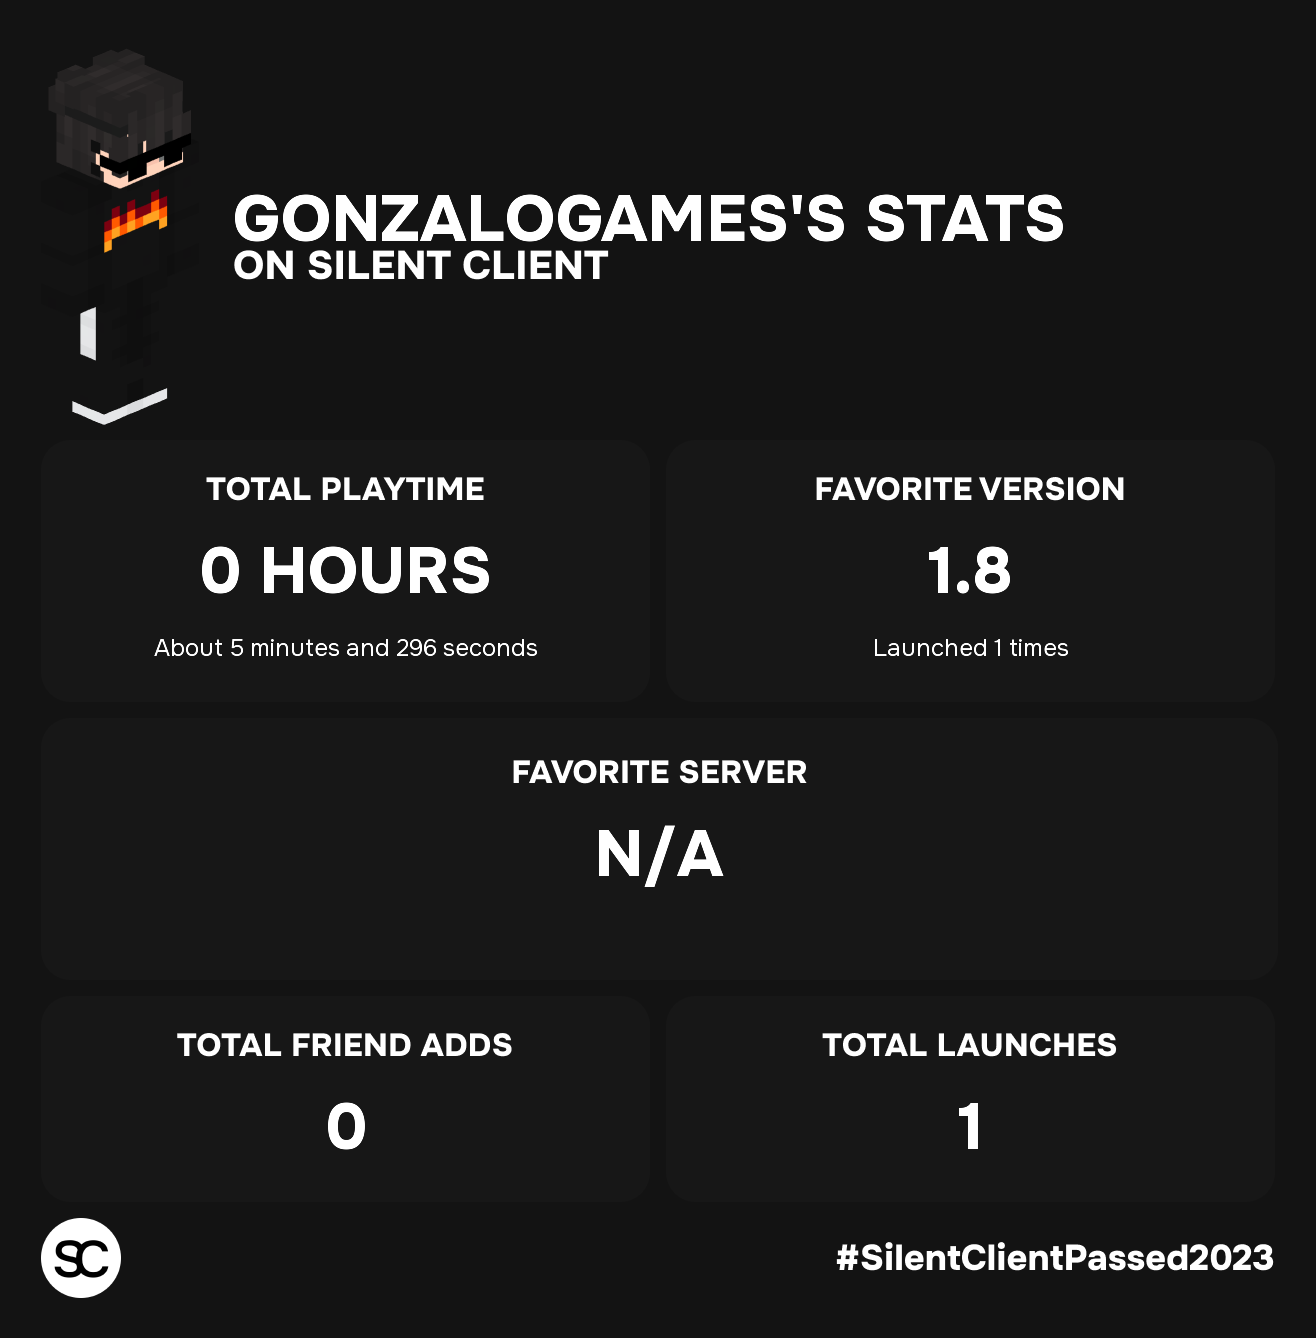 GONZALOGAMES'S STATS
ON SILENT CLIENT
TOTAL PLAYTIME
0 HOURS
About 5 minutes and 296 seconds
FAVORITE VERSION
1.8
Launched 1 times
FAVORITE SERVER
N/A
TOTAL FRIEND ADDS
0
TOTAL LAUNCHES
1
SC
#SilentClientPassed2023